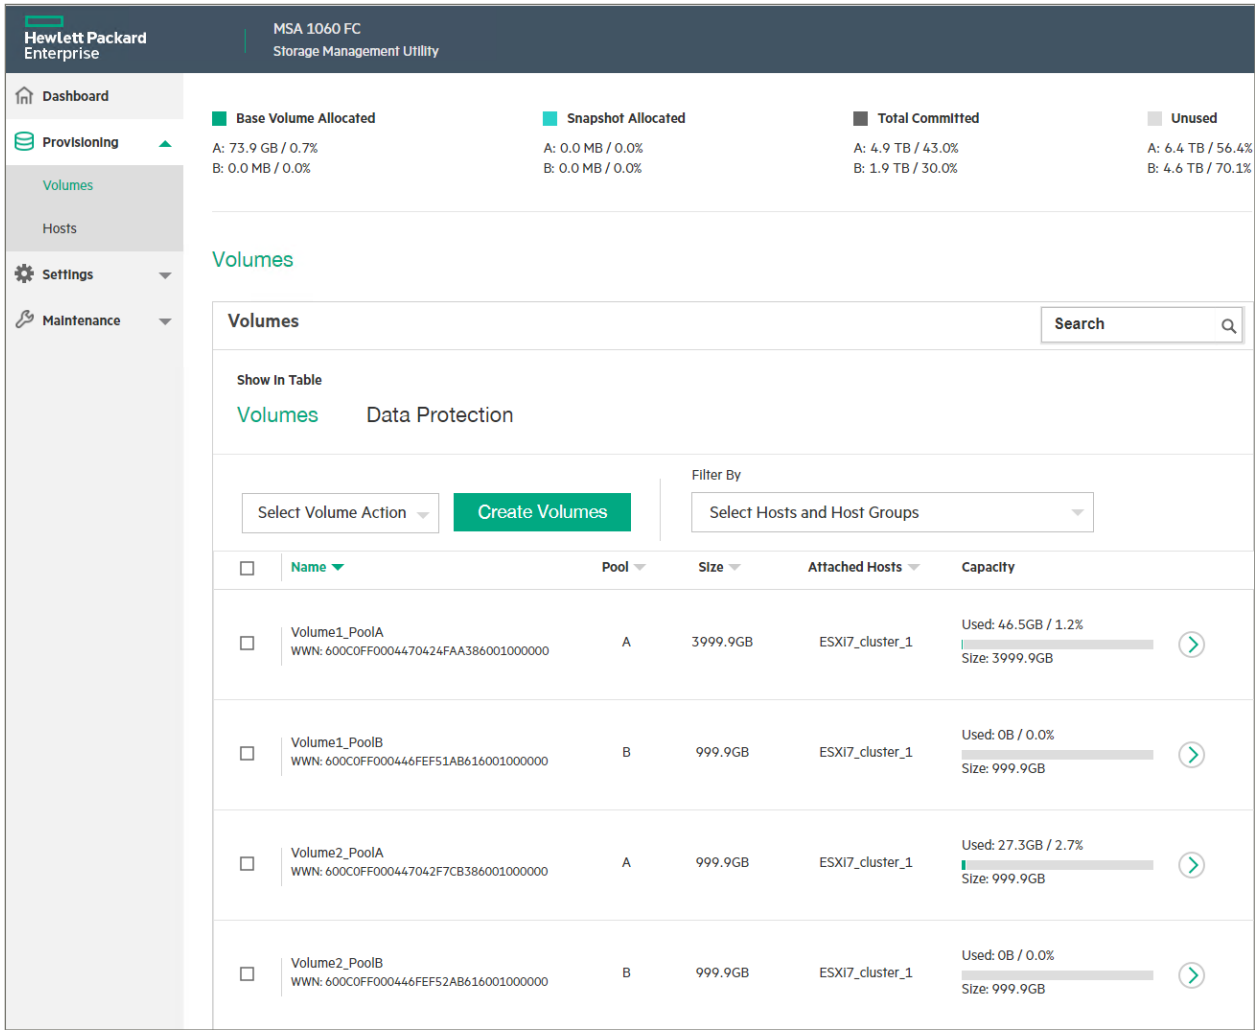 Hewlett Packard
Enterprise
MSA 1060 FC
Storage Management Utility
Dashboard
Provisioning
Volumes
Hosts
Settings
Maintenance
Base Volume Allocated
A: 73.9 GB / 0.7%
B: 0.0 MB / 0.0%
Snapshot Allocated
A: 0.0 MB / 0.0%
B: 0.0 MB / 0.0%
Total Committed
A: 4.9 TB / 43.0%
B: 1.9 TB / 30.0%
Unused
A: 6.4 TB / 56.4%
B: 4.6 TB / 70.1%
Volumes
Volumes
Search
Show In Table
Volumes Data Protection
Filter By
Select Volume Action Create Volumes Select Hosts and Host Groups
Name Pool Size Attached Hosts Capacity
Volume1_PoolA
WWN: 600C0FF0004470424FAA386001000000
A 3999.9GB ESXi7_cluster_1
Used: 46.5GB / 1.2%
Size: 3999.9GB
Volume1_PoolB
WWN: 600C0FF000446FEF51AB616001000000
B 999.9GB ESXi7_cluster_1
Used: 0B / 0.0%
Size: 999.9GB
Volume2_PoolA
WWN: 600C0FF000447042F7CB386001000000
A 999.9GB ESXi7_cluster_1
Used: 27.3GB / 2.7%
Size: 999.9GB
Volume2_PoolB
WWN: 600C0FF000446FEF52AB616001000000
B 999.9GB ESXi7_cluster_1
Used: 0B / 0.0%
Size: 999.9GB